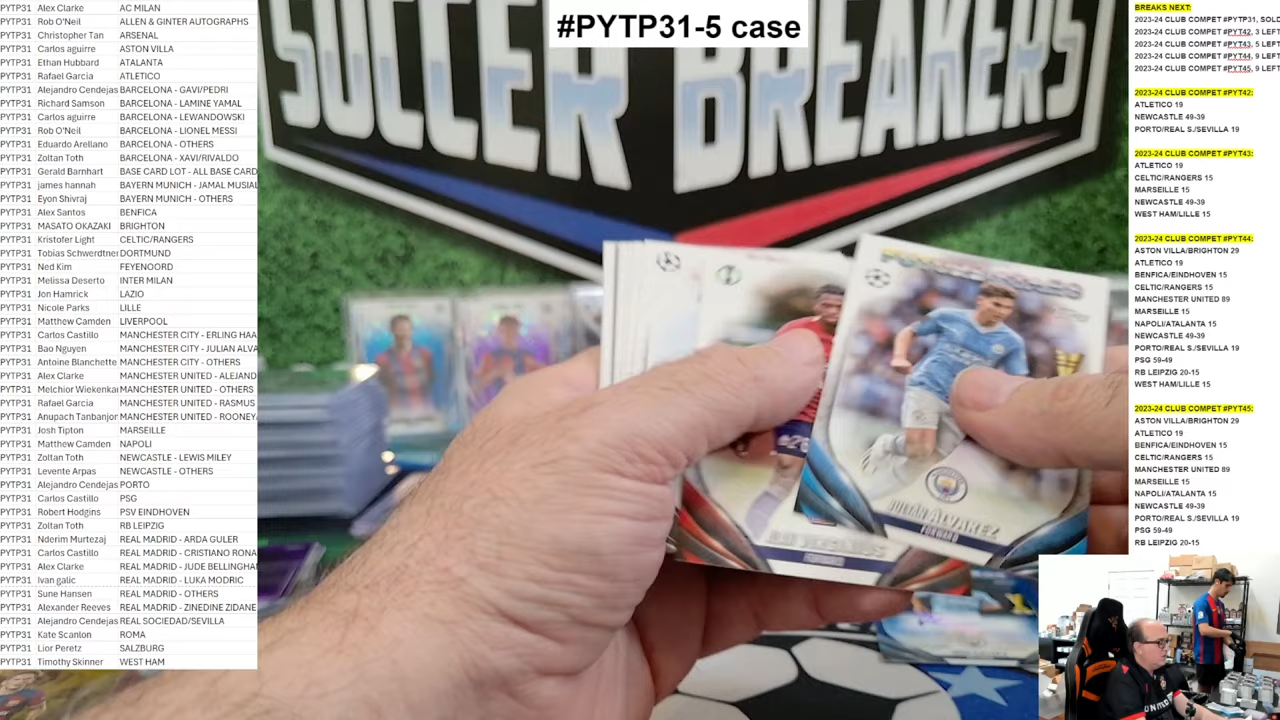 #PYTP31-5 case
SOCCER BREAKERS
PYTP31 Alex Clarke AC MILAN
PYTP31 Rob O'Neil ALLEN & GINTER AUTOGRAPHS
PYTP31 Christopher Tan ARSENAL
PYTP31 Carlos aguirre ASTON VILLA
PYTP31 Ethan Hubbard ATALANTA
PYTP31 Rafael Garcia ATLETICO
PYTP31 Alejandro Cendejas BARCELONA - GAVI/PEDRI
PYTP31 Richard Samson BARCELONA - LAMINE YAMAL
PYTP31 Carlos aguirre BARCELONA - LEWANDOWSKI
PYTP31 Rob O'Neil BARCELONA - LIONEL MESSI
PYTP31 Eduardo Arellano BARCELONA - OTHERS
PYTP31 Zoltan Toth BARCELONA - XAVI/RIVALDO
PYTP31 Gerald Barnhart BASE CARD LOT - ALL BASE CARD
PYTP31 james hannah BAYERN MUNICH - JAMAL MUSIAL
PYTP31 Eyon Shivraj BAYERN MUNICH - OTHERS
PYTP31 Alex Santos BENFICA
PYTP31 MASATO OKAZAKI BRIGHTON
PYTP31 Kristofer Light CELTIC/RANGERS
PYTP31 Tobias Schwerdtner DORTMUND
PYTP31 Ned Kim FEYENOORD
PYTP31 Melissa Deserto INTER MILAN
PYTP31 Jon Hamrick LAZIO
PYTP31 Nicole Parks LILLE
PYTP31 Matthew Camden LIVERPOOL
PYTP31 Carlos Castillo MANCHESTER CITY - ERLING HAA
PYTP31 Bao Nguyen MANCHESTER CITY - JULIAN ALVA
PYTP31 Antoine Blanchette MANCHESTER CITY - OTHERS
PYTP31 Alex Clarke MANCHESTER UNITED - ALEJAND
PYTP31 Melchior Wiekenkam MANCHESTER UNITED - OTHERS
PYTP31 Rafael Garcia MANCHESTER UNITED - RASMUS
PYTP31 Anupach Tanbanjon MANCHESTER UNITED - ROONEY
PYTP31 Josh Tipton MARSEILLE
PYTP31 Matthew Camden NAPOLI
PYTP31 Zoltan Toth NEWCASTLE - LEWIS MILEY
PYTP31 Levente Arpas NEWCASTLE - OTHERS
PYTP31 Alejandro Cendejas PORTO
PYTP31 Carlos Castillo PSG
PYTP31 Robert Hodgins PSV EINDHOVEN
PYTP31 Zoltan Toth RB LEIPZIG
PYTP31 Nderim Murtezaj REAL MADRID - ARDA GULER
PYTP31 Carlos Castillo REAL MADRID - CRISTIANO RONA
PYTP31 Alex Clarke REAL MADRID - JUDE BELLINGHA
PYTP31 Ivan galic REAL MADRID - LUKA MODRIC
PYTP31 Sune Hansen REAL MADRID - OTHERS
PYTP31 Alexander Reeves REAL MADRID - ZINEDINE ZIDANE
PYTP31 Alejandro Cendejas REAL SOCIEDAD/SEVILLA
PYTP31 Kate Scanlon ROMA
PYTP31 Lior Peretz SALZBURG
PYTP31 Timothy Skinner WEST HAM
JULIÁN ÁLVAREZ
FORWARD
BREAKS NEXT:
2023-24 CLUB COMPET #PYTP31, SOLD
2023-24 CLUB COMPET #PYT42, 3 LEFT
2023-24 CLUB COMPET #PYT43, 5 LEFT
2023-24 CLUB COMPET #PYT44, 9 LEFT
2023-24 CLUB COMPET #PYT45, 9 LEFT
2023-24 CLUB COMPET #PYT42:
ATLETICO 19
NEWCASTLE 49-39
PORTO/REAL S./SEVILLA 19
2023-24 CLUB COMPET #PYT43:
ATLETICO 19
CELTIC/RANGERS 15
MARSEILLE 15
NEWCASTLE 49-39
WEST HAM/LILLE 15
2023-24 CLUB COMPET #PYT44:
ASTON VILLA/BRIGHTON 29
ATLETICO 19
BENFICA/EINDHOVEN 15
CELTIC/RANGERS 15
MANCHESTER UNITED 89
MARSEILLE 15
NAPOLI/ATALANTA 15
NEWCASTLE 49-39
PORTO/REAL S./SEVILLA 19
PSG 59-49
RB LEIPZIG 20-15
WEST HAM/LILLE 15
2023-24 CLUB COMPET #PYT45:
ASTON VILLA/BRIGHTON 29
ATLETICO 19
BENFICA/EINDHOVEN 15
CELTIC/RANGERS 15
MANCHESTER UNITED 89
MARSEILLE 15
NAPOLI/ATALANTA 15
NEWCASTLE 49-39
PORTO/REAL S./SEVILLA 19
PSG 59-49
RB LEIPZIG 20-15